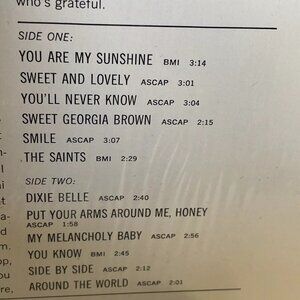 who's grateful.
SIDE ONE:
YOU ARE MY SUNSHINE BMI 3:14
SWEET AND LOVELY ASCAP 3:01
YOU'LL NEVER KNOW ASCAP 3:04
SWEET GEORGIA BROWN ASCAP 2:15
SMILE ASCAP 3:07
THE SAINTS BMI 2:29
SIDE TWO:
DIXIE BELLE ASCAP 2:40
PUT YOUR ARMS AROUND ME, HONEY
ASCAP 1:58
MY MELANCHOLY BABY ASCAP 2:56
YOU KNOW BMI 2:45
SIDE BY SIDE ASCAP 2:12
AROUND THE WORLD ASCAP 2:01